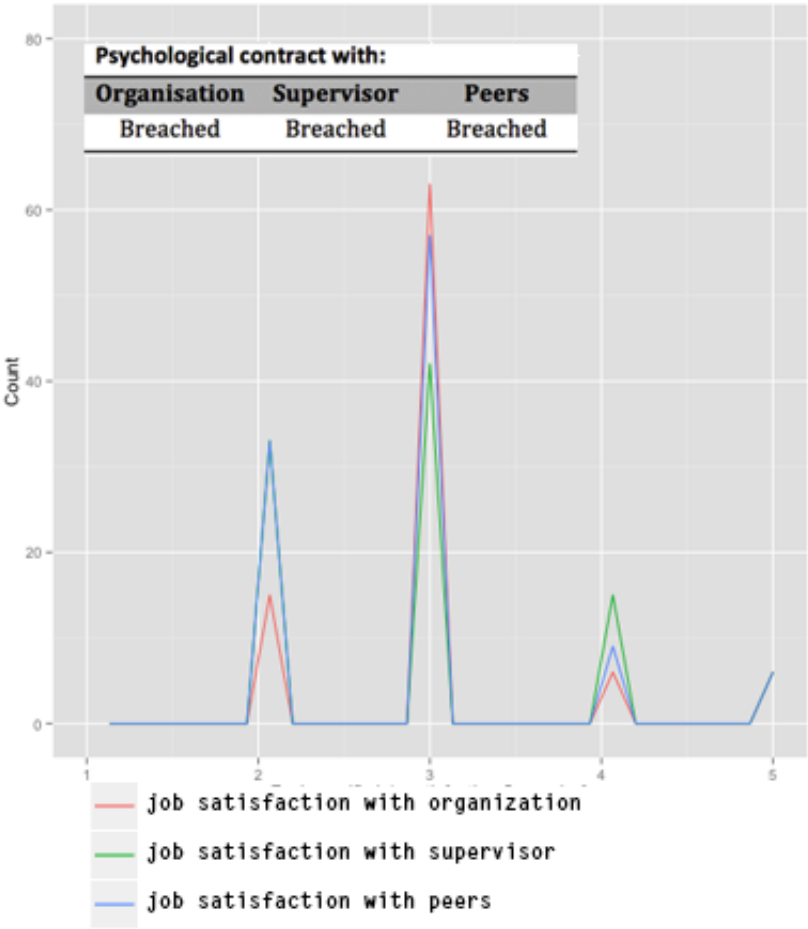 80
Psychological contract with:
Organisation Supervisor Peers
Breached Breached Breached
60
Count
40
20
0
1 2 3 4 5
job satisfaction with organization
job satisfaction with supervisor
job satisfaction with peers